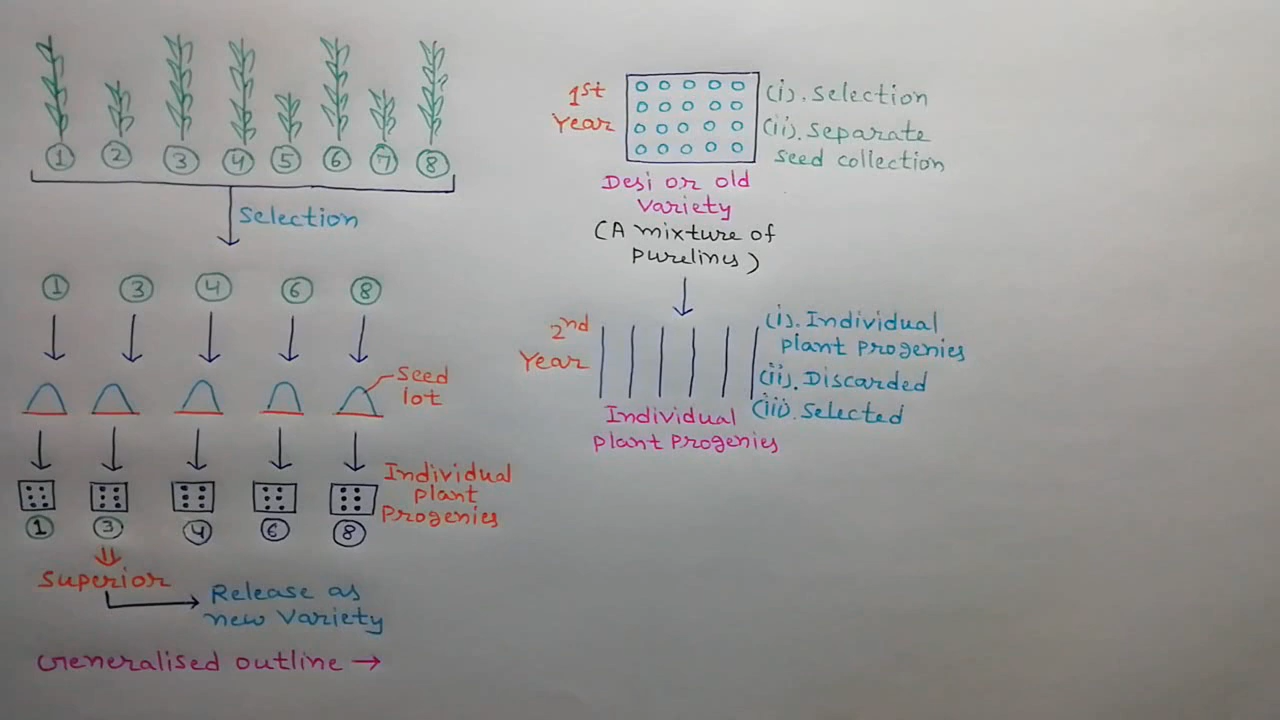 1 2 3 4 5 6 7 8
Selection
1 3 4 6 8
Seed
lot
Individual
plant
Progenies
1 3 4 6 8
Superior
Release as
new Variety
Generalised outline →
1st
Year
(i). Selection
(ii). Separate
seed collection
Desi or old
Variety
(A mixture of
purelines)
2nd
Year
(i). Individual
plant progenies
(ii). Discarded
(iii). Selected
Individual
plant progenies